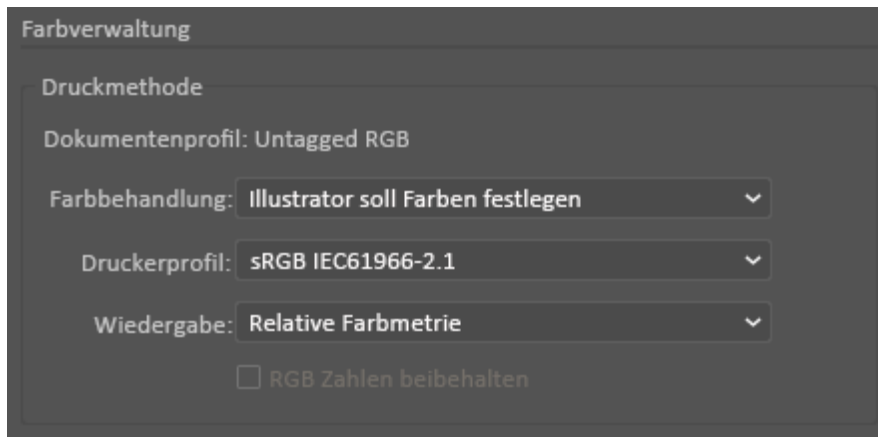 Farbverwaltung
Druckmethode
Dokumentenprofil: Untagged RGB
Farbbehandlung: Illustrator soll Farben festlegen
Druckerprofil: sRGB IEC61966-2.1
Wiedergabe: Relative Farbmetrie
RGB Zahlen beibehalten